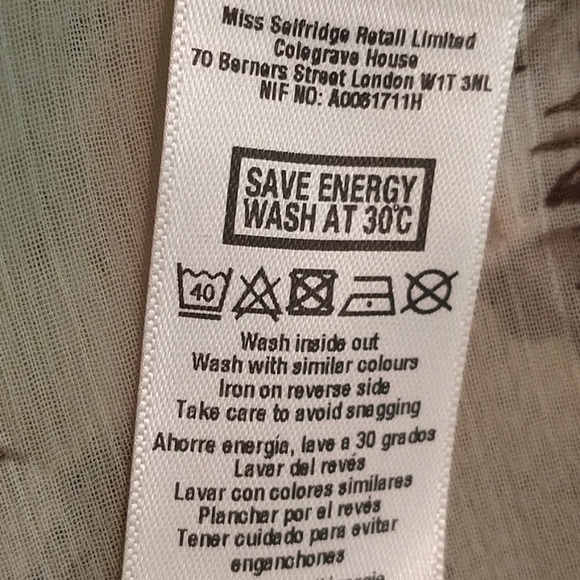 Miss Selfridge Retail Limited
Colegrave House
70 Berners Street London W1T 3NL
NIF NO: A0061711H
SAVE ENERGY
WASH AT 30°C
40
Wash inside out
Wash with similar colours
Iron on reverse side
Take care to avoid snagging
Ahorre energia, lave a 30 grados
Lavar del revés
Lavar con colores similares
Planchar por el revés
Tener cuidado para evitar
enganchones